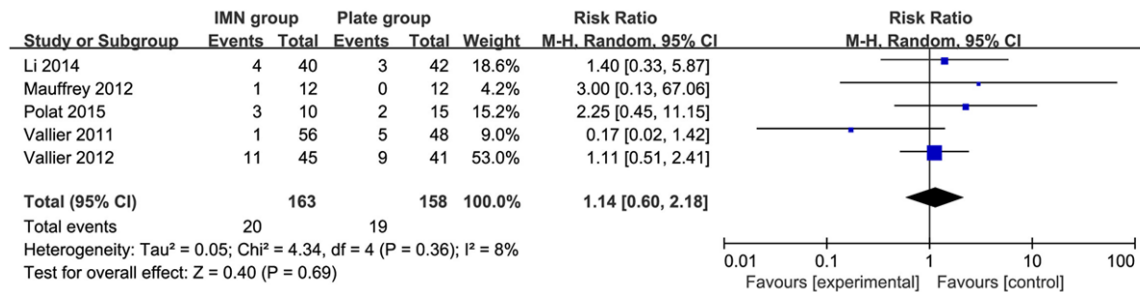 IMN group Plate group Risk Ratio Risk Ratio
Study or Subgroup Events Total Events Total Weight M-H, Random, 95% CI M-H, Random, 95% CI
Li 2014 4 40 3 42 18.6% 1.40 [0.33, 5.87]
Mauffrey 2012 1 12 0 12 4.2% 3.00 [0.13, 67.06]
Polat 2015 3 10 2 15 15.2% 2.25 [0.45, 11.15]
Vallier 2011 1 56 5 48 9.0% 0.17 [0.02, 1.42]
Vallier 2012 11 45 9 41 53.0% 1.11 [0.51, 2.41]
Total (95% CI) 163 158 100.0% 1.14 [0.60, 2.18]
Total events 20 19
Heterogeneity: Tau² = 0.05; Chi² = 4.34, df = 4 (P = 0.36); I² = 8%
Test for overall effect: Z = 0.40 (P = 0.69)
0.01 0.1 1 10 100
Favours [experimental] Favours [control]